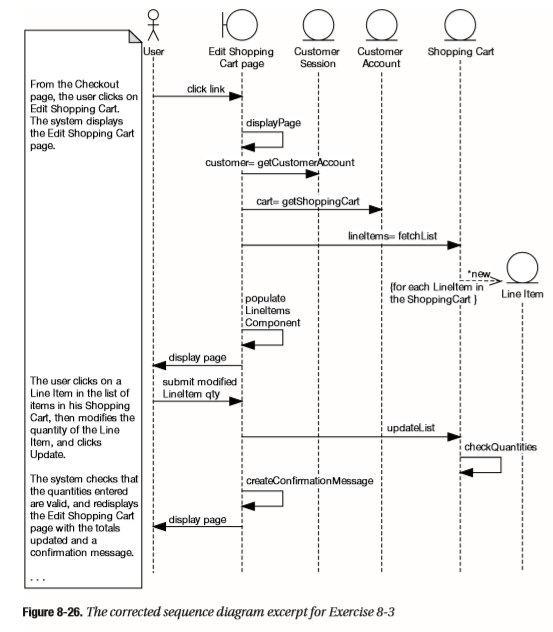 User
Edit Shopping
Cart page
Customer
Session
Customer
Account
Shopping Cart
From the Checkout
page, the user clicks on
Edit Shopping Cart.
The system displays
the Edit Shopping Cart
page.
click link
displayPage
customer= getCustomerAccount
cart= getShoppingCart
lineItems= fetchList
*new
{for each LineItem in
the ShoppingCart }
Line Item
populate
LineItems
Component
display page
The user clicks on a
Line Item in the list of
items in his Shopping
Cart, then modifies the
quantity of the Line
Item, and clicks
Update.
submit modified
LineItem qty
updateList
checkQuantities
The system checks that
the quantities entered
are valid, and redisplays
the Edit Shopping Cart
page with the totals
updated and a
confirmation message.
createConfirmationMessage
display page
. . .
Figure 8-26. The corrected sequence diagram excerpt for Exercise 8-3